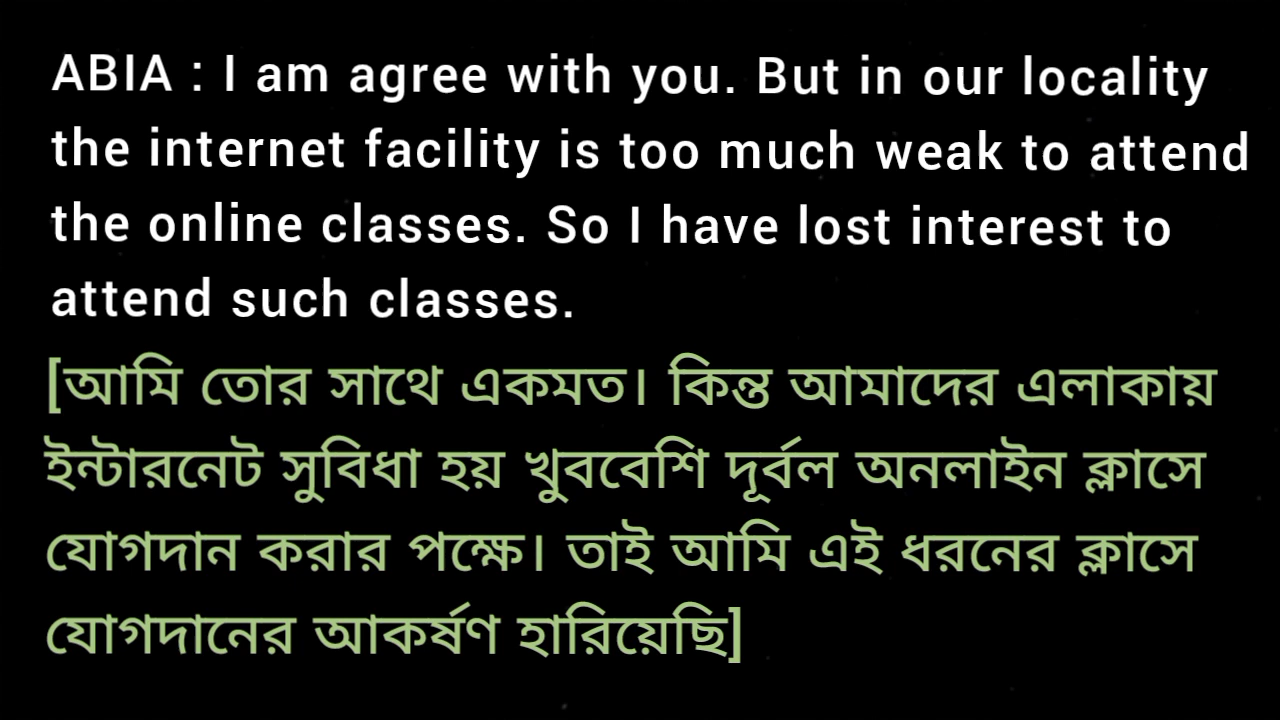 ABIA : I am agree with you. But in our locality
the internet facility is too much weak to attend
the online classes. So I have lost interest to
attend such classes.
[আমি তোর সাথে একমত। কিন্ত আমাদের এলাকায়
ইন্টারনেট সুবিধা হয় খুববেশি দূর্বল অনলাইন ক্লাসে
যোগদান করার পক্ষে। তাই আমি এই ধরনের ক্লাসে
যোগদানের আকর্ষণ হারিয়েছি]